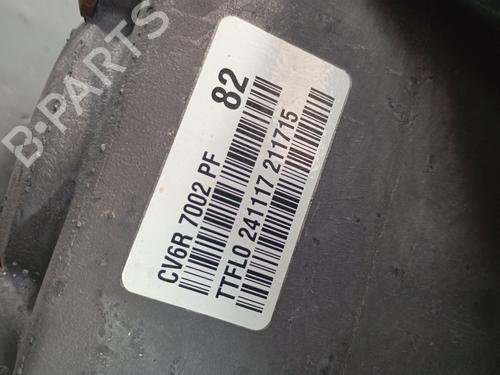 B-PARTS
82
CV6R 7002 PF
TTFL0 241117 211715